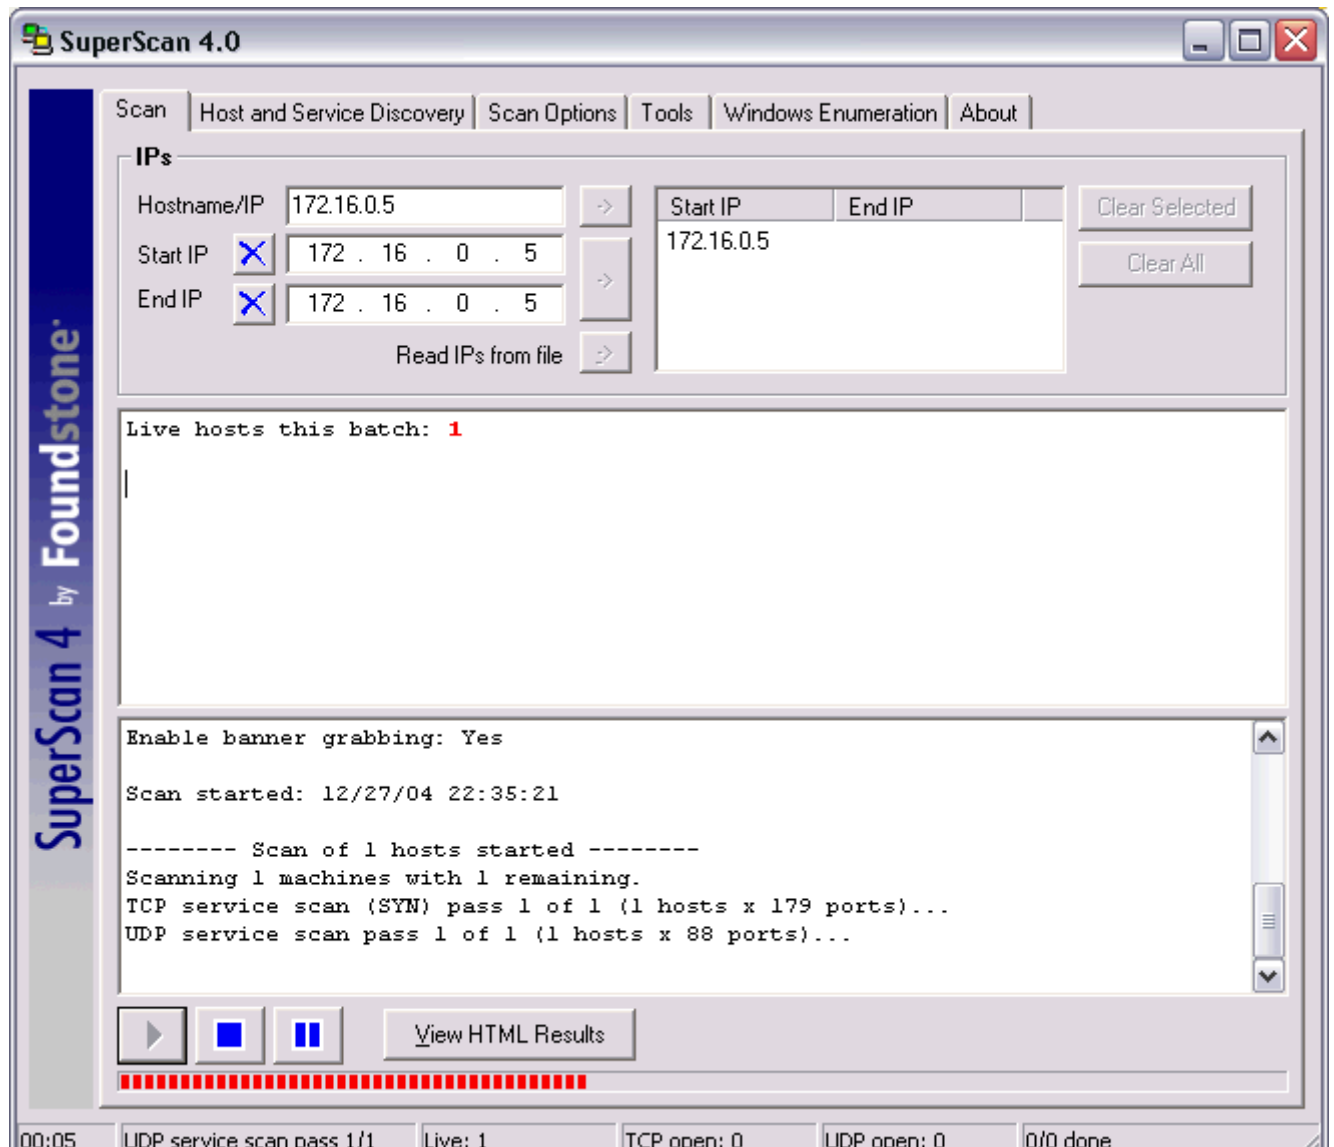 SuperScan 4.0
Scan
Host and Service Discovery
Scan Options
Tools
Windows Enumeration
About
IPs
Hostname/IP
172.16.0.5
->
Start IP
172 . 16 . 0 . 5
->
End IP
172 . 16 . 0 . 5
Read IPs from file
->
Start IP
End IP
172.16.0.5
Clear Selected
Clear All
Live hosts this batch: 1
Enable banner grabbing: Yes
Scan started: 12/27/04 22:35:21
-------- Scan of 1 hosts started --------
Scanning 1 machines with 1 remaining.
TCP service scan (SYN) pass 1 of 1 (1 hosts x 179 ports)...
UDP service scan pass 1 of 1 (1 hosts x 88 ports)...
View HTML Results
SuperScan 4 by Foundstone
00:05
UDP service scan pass 1/1
Live: 1
TCP open: 0
UDP open: 0
0/0 done